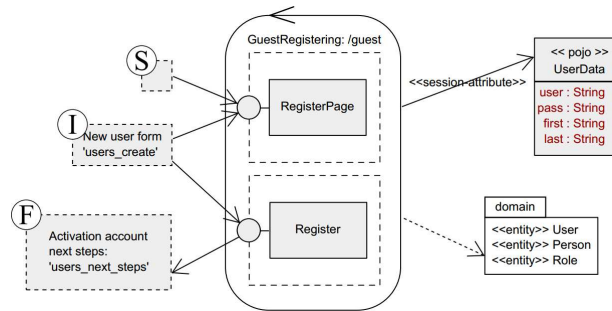 GuestRegistering: /guest
S
RegisterPage
<<session-attribute>>
<< pojo >>
UserData
user : String
pass : String
first : String
last : String
I
New user form
'users_create'
F
Activation account
next steps:
'users_next_steps'
Register
domain
<<entity>> User
<<entity>> Person
<<entity>> Role